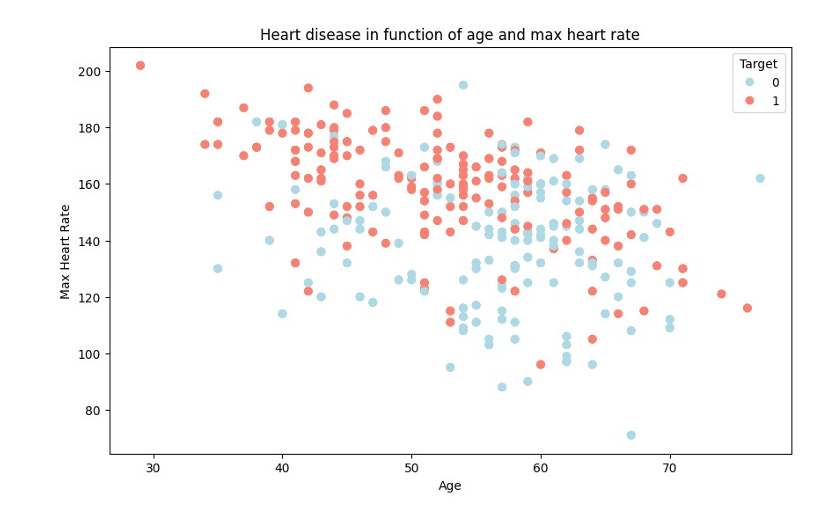 Heart disease in function of age and max heart rate
Target
0
1
200
180
160
140
120
100
80
Max Heart Rate
30 40 50 60 70
Age